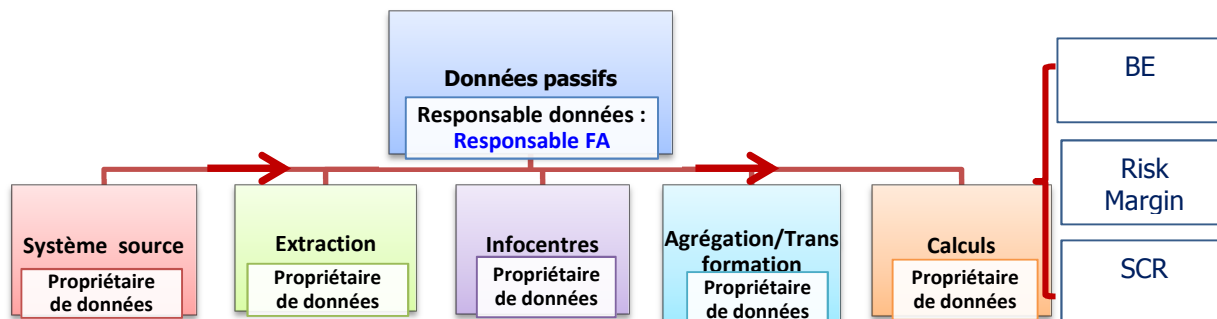 Données passifs
Responsable données :
Responsable FA
Système source
Propriétaire
de données
Extraction
Propriétaire
de données
Infocentres
Propriétaire
de données
Agrégation/Trans
formation
Propriétaire
de données
Calculs
Propriétaire
de données
BE
Risk
Margin
SCR